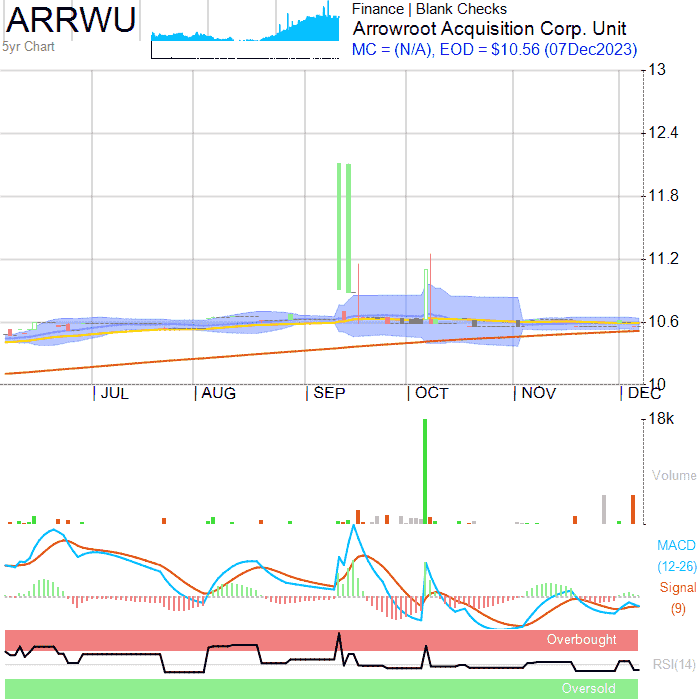 ARRWU
5yr Chart
Finance | Blank Checks
Arrowroot Acquisition Corp. Unit
MC = (N/A), EOD = $10.56 (07Dec2023)
13
12.4
11.8
11.2
10.6
10
JUL AUG SEP OCT NOV DEC
18k
Volume
MACD
(12-26)
Signal
(9)
Overbought
RSI(14)
Oversold